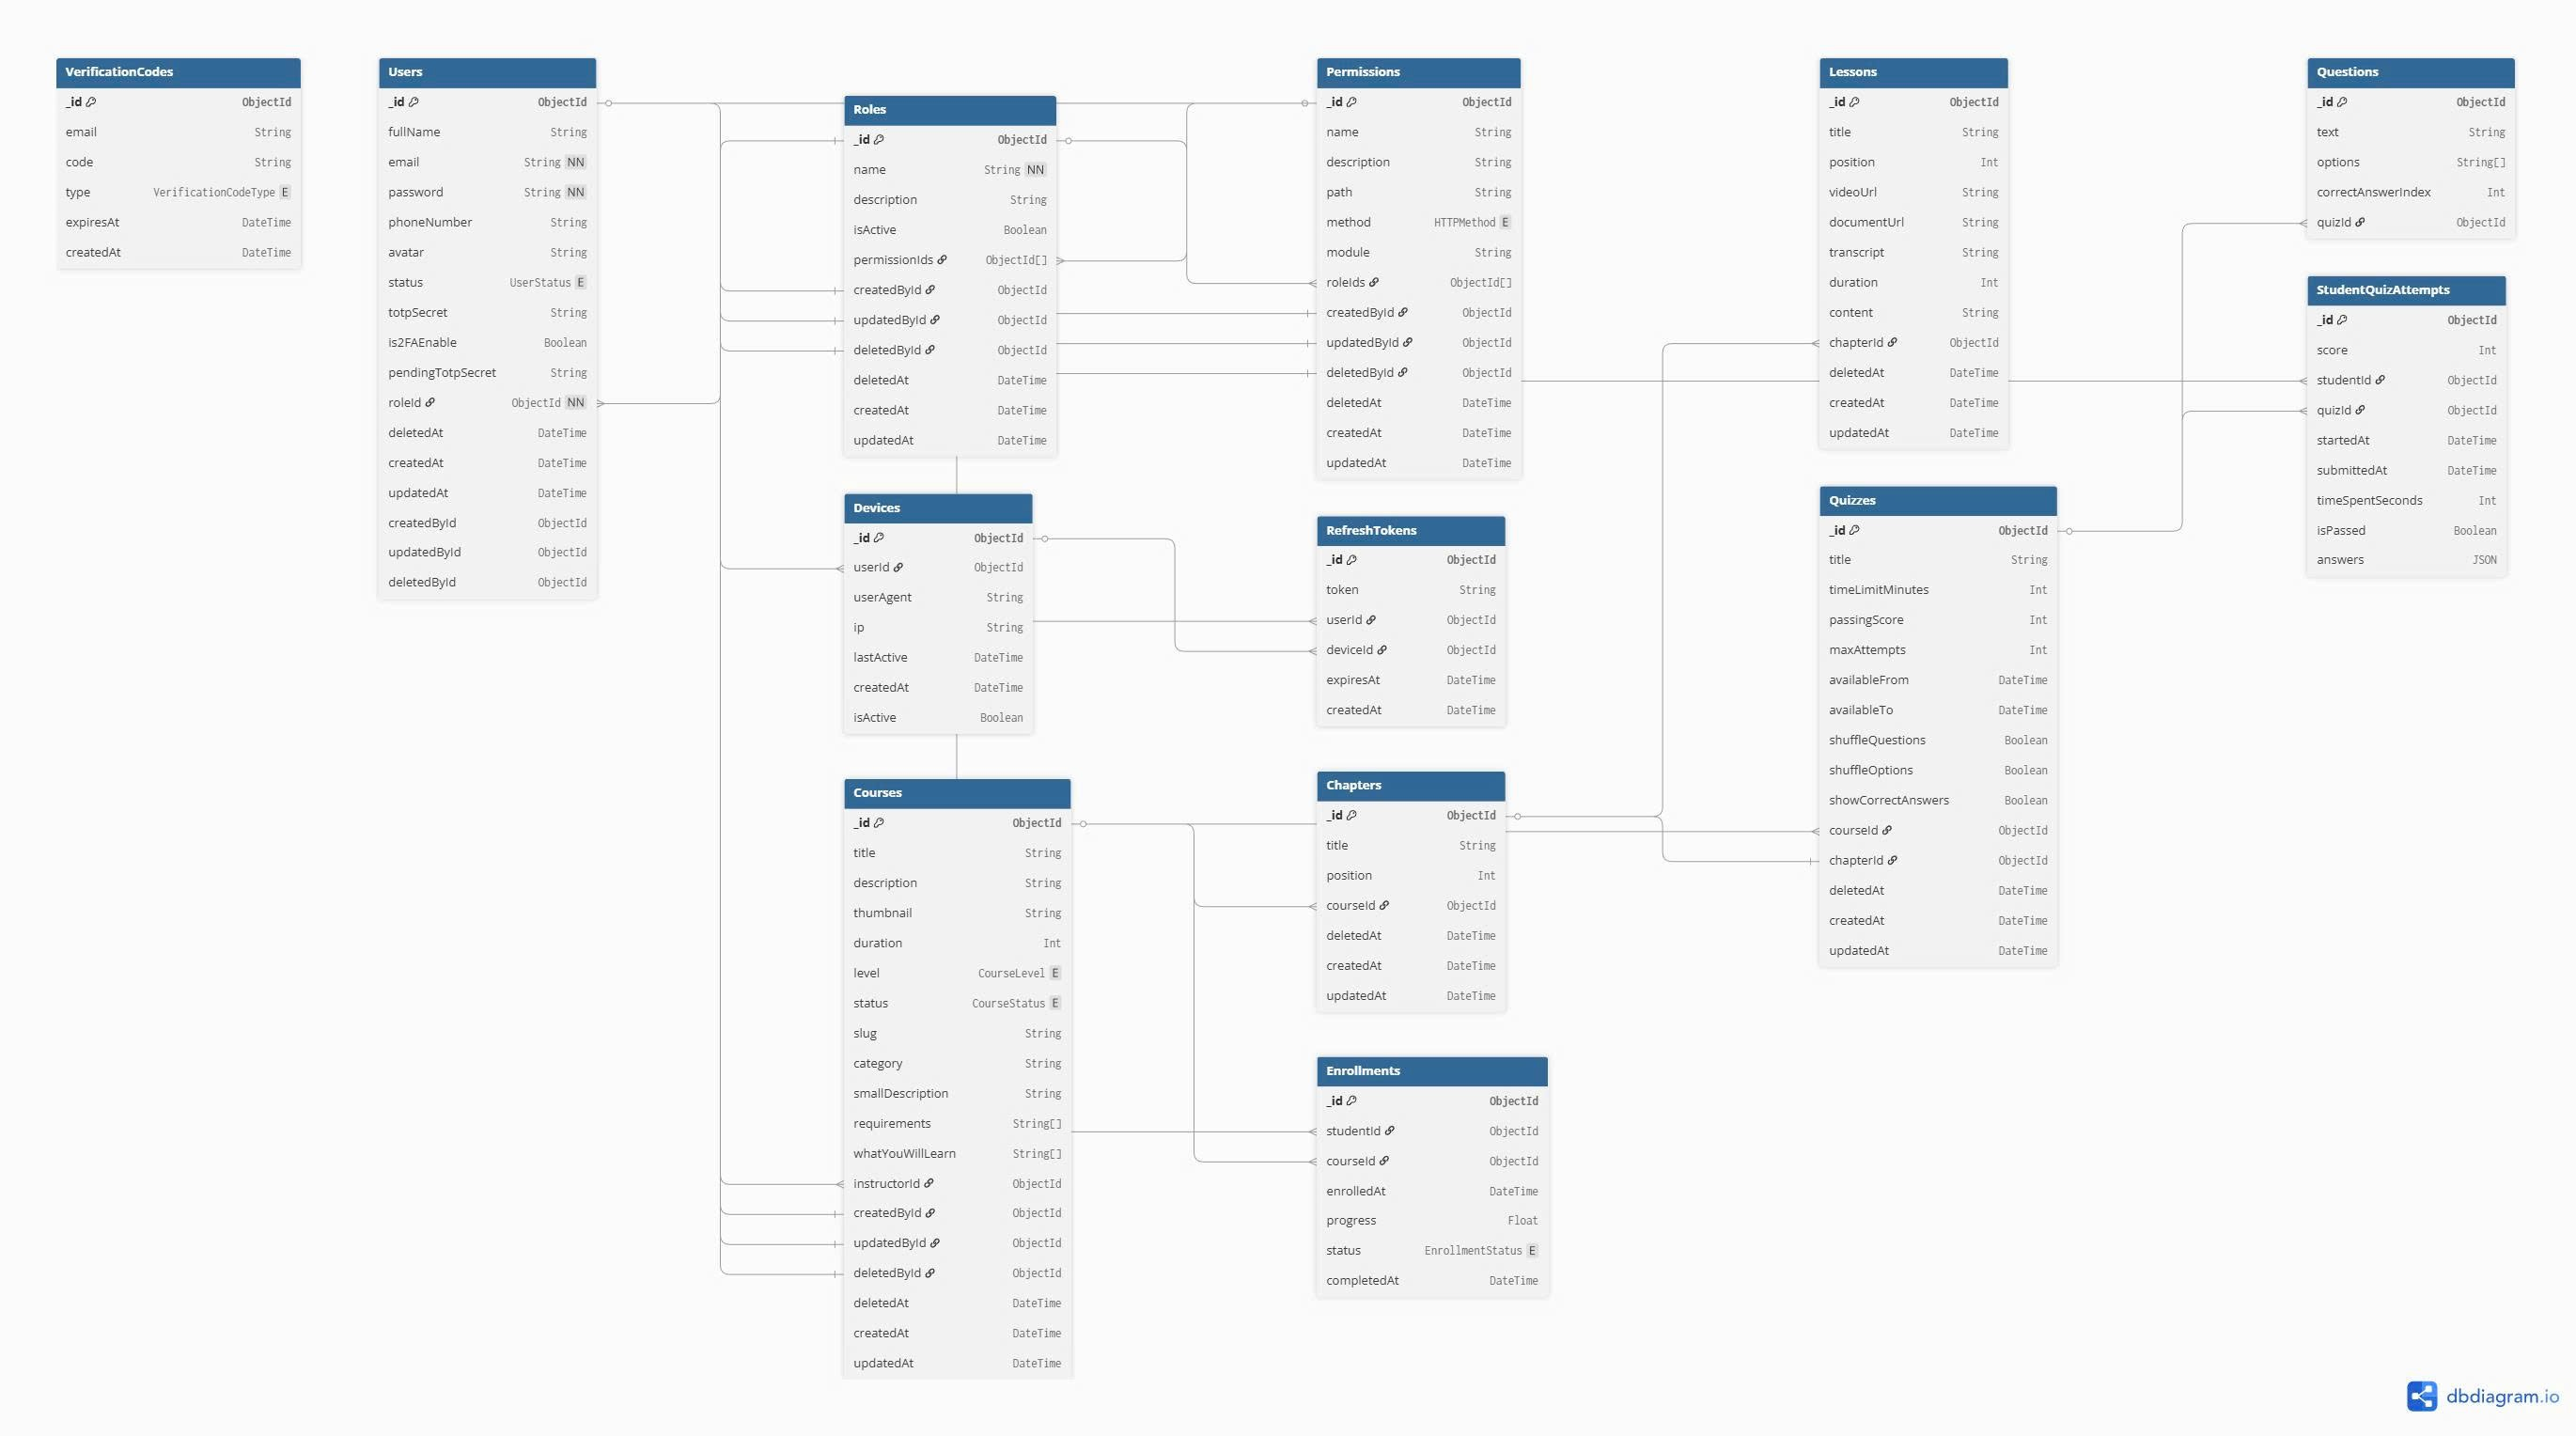 VerificationCodes
_id ObjectId
email String
code String
type VerificationCodeType E
expiresAt DateTime
createdAt DateTime
Users
_id ObjectId
fullName String
email String NN
password String NN
phoneNumber String
avatar String
status UserStatus E
totpSecret String
is2FAEnable Boolean
pendingTotpSecret String
roleId ObjectId NN
deletedAt DateTime
createdAt DateTime
updatedAt DateTime
createdById ObjectId
updatedById ObjectId
deletedById ObjectId
Roles
_id ObjectId
name String NN
description String
isActive Boolean
permissionIds ObjectId[]
createdById ObjectId
updatedById ObjectId
deletedById ObjectId
deletedAt DateTime
createdAt DateTime
updatedAt DateTime
Devices
_id ObjectId
userId ObjectId
userAgent String
ip String
lastActive DateTime
createdAt DateTime
isActive Boolean
Courses
_id ObjectId
title String
description String
thumbnail String
duration Int
level CourseLevel E
status CourseStatus E
slug String
category String
smallDescription String
requirements String[]
whatYouWillLearn String[]
instructorId ObjectId
createdById ObjectId
updatedById ObjectId
deletedById ObjectId
deletedAt DateTime
createdAt DateTime
updatedAt DateTime
Permissions
_id ObjectId
name String
description String
path String
method HTTPMethod E
module String
roleIds ObjectId[]
createdById ObjectId
updatedById ObjectId
deletedById ObjectId
deletedAt DateTime
createdAt DateTime
updatedAt DateTime
RefreshTokens
_id ObjectId
token String
userId ObjectId
deviceId ObjectId
expiresAt DateTime
createdAt DateTime
Chapters
_id ObjectId
title String
position Int
courseId ObjectId
deletedAt DateTime
createdAt DateTime
updatedAt DateTime
Enrollments
_id ObjectId
studentId ObjectId
courseId ObjectId
enrolledAt DateTime
progress Float
status EnrollmentStatus E
completedAt DateTime
Lessons
_id ObjectId
title String
position Int
videoUrl String
documentUrl String
transcript String
duration Int
content String
chapterId ObjectId
deletedAt DateTime
createdAt DateTime
updatedAt DateTime
Quizzes
_id ObjectId
title String
timeLimitMinutes Int
passingScore Int
maxAttempts Int
availableFrom DateTime
availableTo DateTime
shuffleQuestions Boolean
shuffleOptions Boolean
showCorrectAnswers Boolean
courseId ObjectId
chapterId ObjectId
deletedAt DateTime
createdAt DateTime
updatedAt DateTime
Questions
_id ObjectId
text String
options String[]
correctAnswerIndex Int
quizId ObjectId
StudentQuizAttempts
_id ObjectId
score Int
studentId ObjectId
quizId ObjectId
startedAt DateTime
submittedAt DateTime
timeSpentSeconds Int
isPassed Boolean
answers JSON
dbdiagram.io